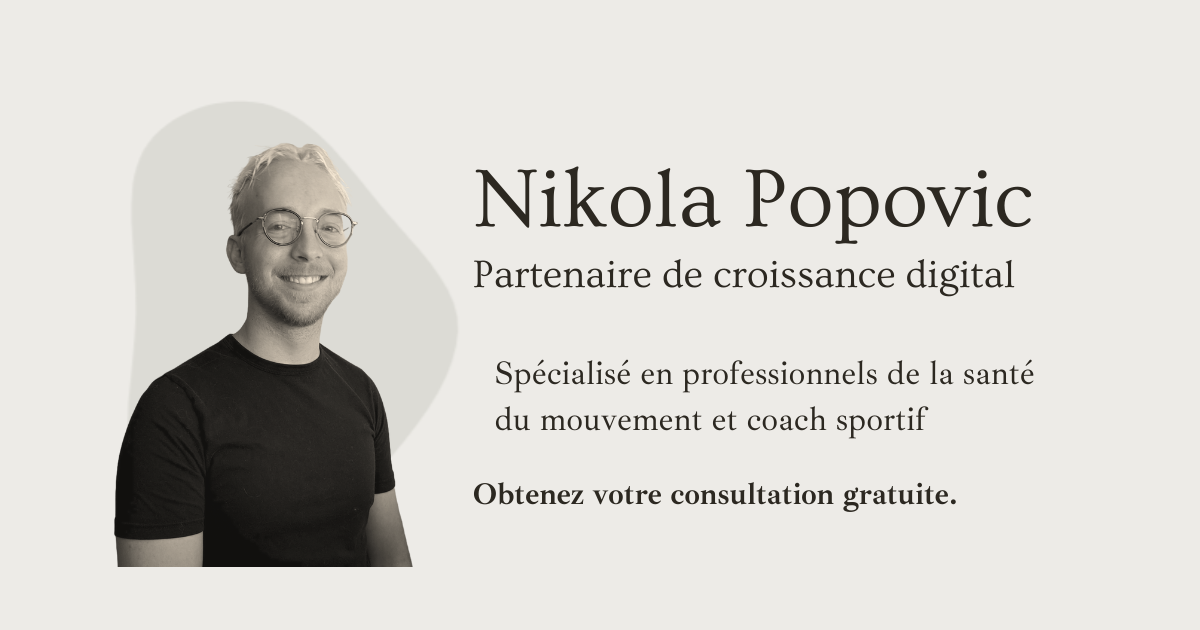 Nikola Popovic
Partenaire de croissance digital
Spécialisé en professionnels de la santé
du mouvement et coach sportif
Obtenez votre consultation gratuite.